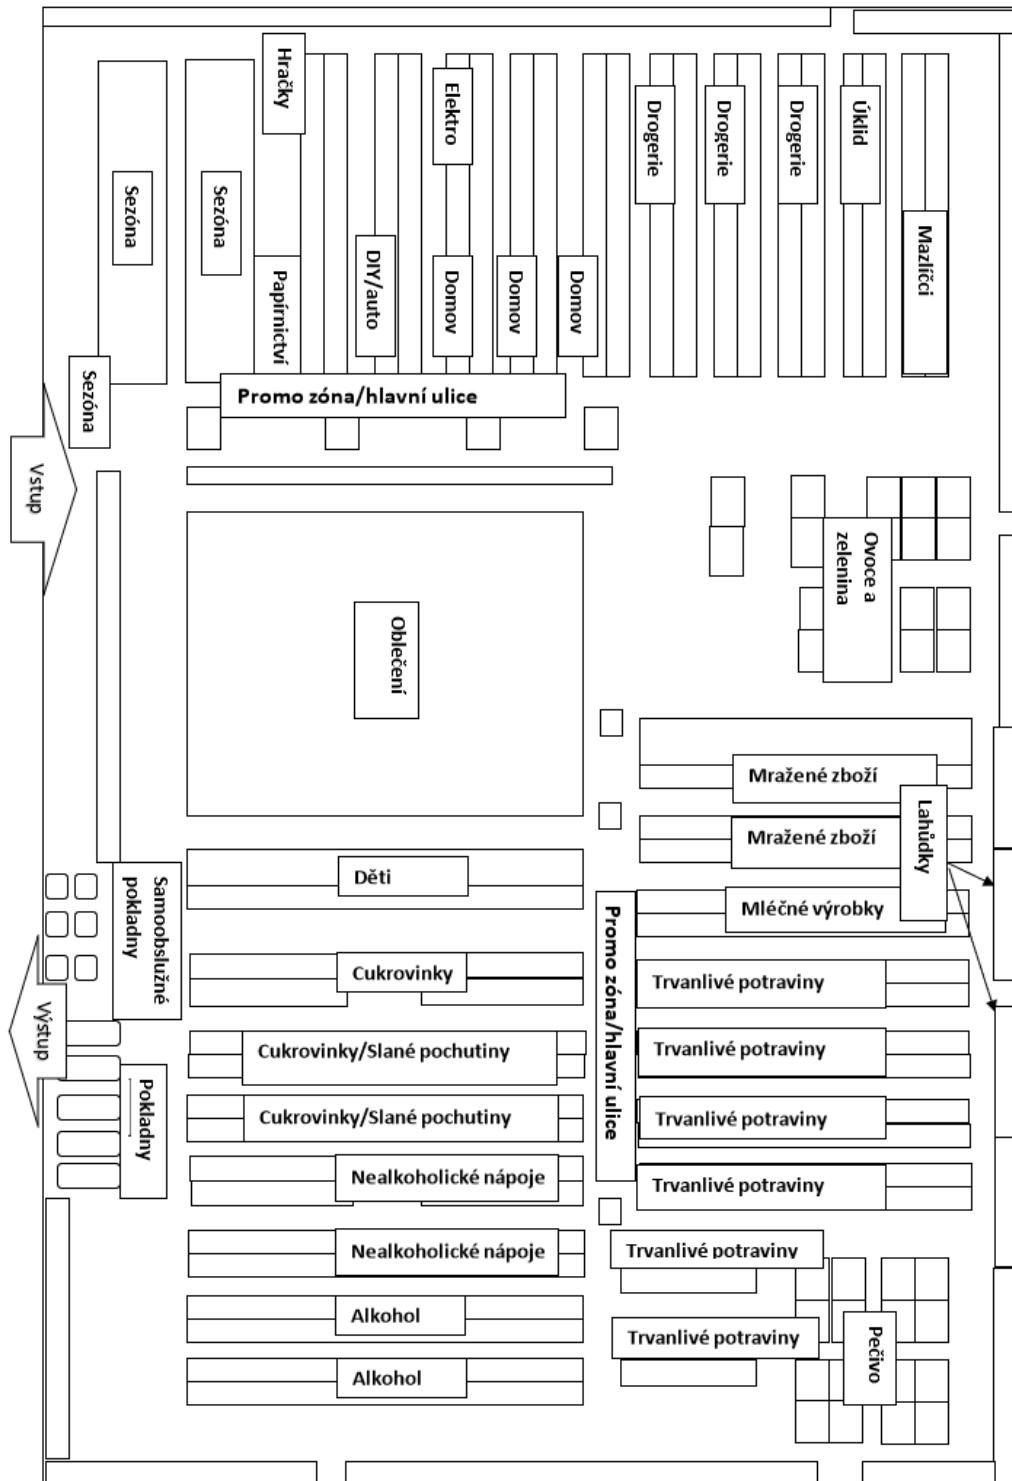 Hračky
Elektro
Drogerie
Drogerie
Drogerie
Úklid
Sezóna
Sezóna
Mazlíčci
Papírnictví
DIY/auto
Domov
Domov
Domov
Sezóna
Promo zóna/hlavní ulice
Vstup
Ovoce a
zelenina
Oblečení
Mražené zboží
Mražené zboží
Lahůdky
Děti
Mléčné výrobky
Samoobslužné
pokladny
Promo zóna/hlavní ulice
Cukrovinky
Trvanlivé potraviny
Výstup
Cukrovinky/Slané pochutiny
Trvanlivé potraviny
Pokladny
Cukrovinky/Slané pochutiny
Trvanlivé potraviny
Nealkoholické nápoje
Trvanlivé potraviny
Nealkoholické nápoje
Trvanlivé potraviny
Alkohol
Trvanlivé potraviny
Pečivo
Alkohol